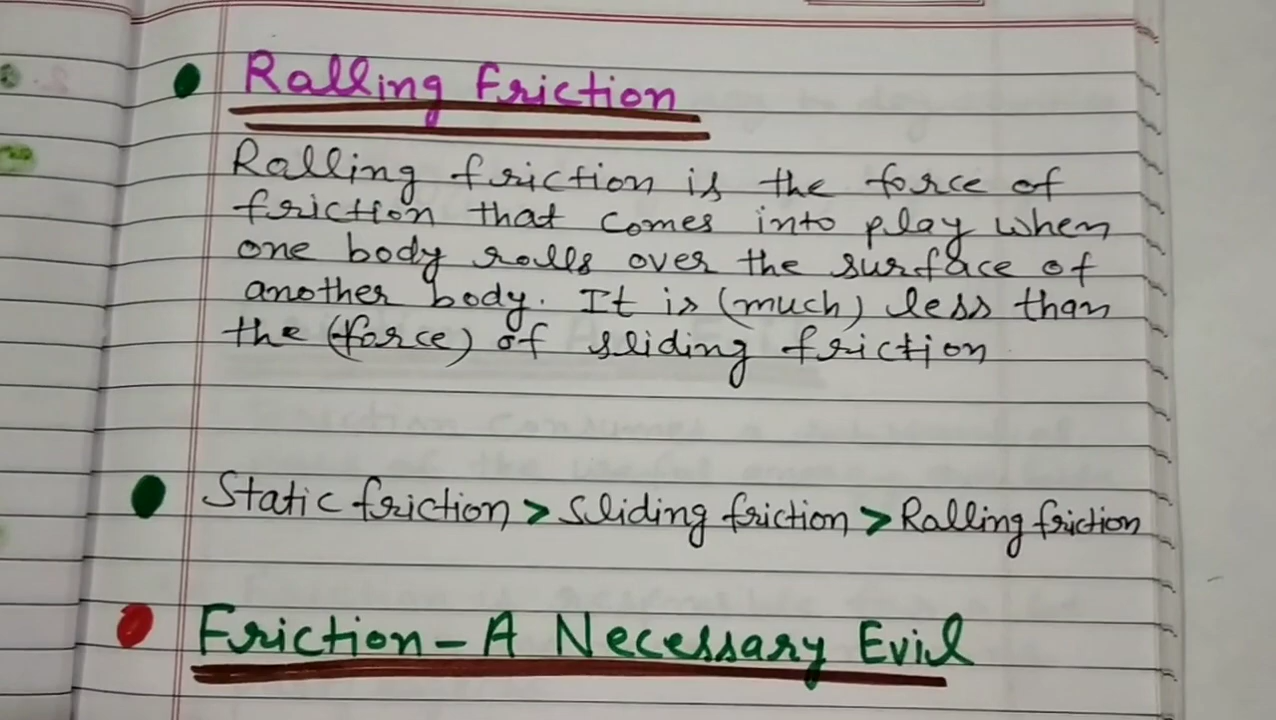 Ralling Friction
Ralling friction is the force of
friction that comes into play when
one body rolls over the surface of
another body. It is (much) less than
the (force) of sliding friction
Static friction > Sliding friction > Ralling friction
Friction - A Necessary Evil